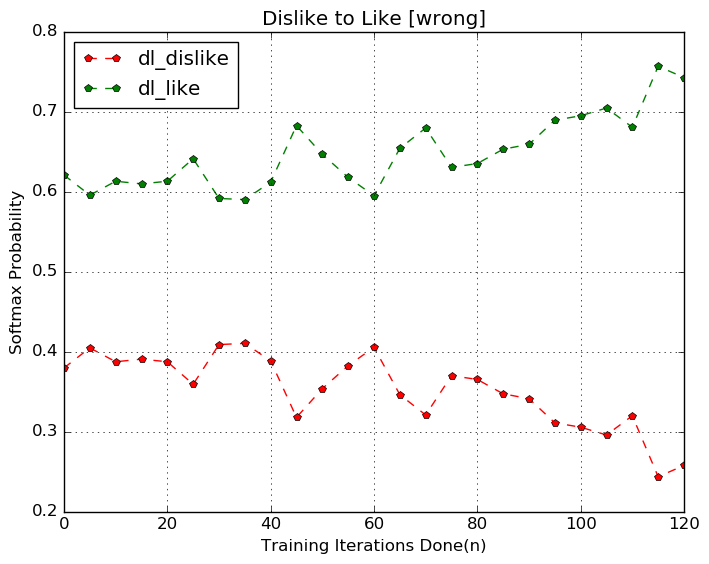 Dislike to Like [wrong]
dl_dislike
dl_like
Softmax Probability
0.8
0.7
0.6
0.5
0.4
0.3
0.2
0 20 40 60 80 100 120
Training Iterations Done(n)